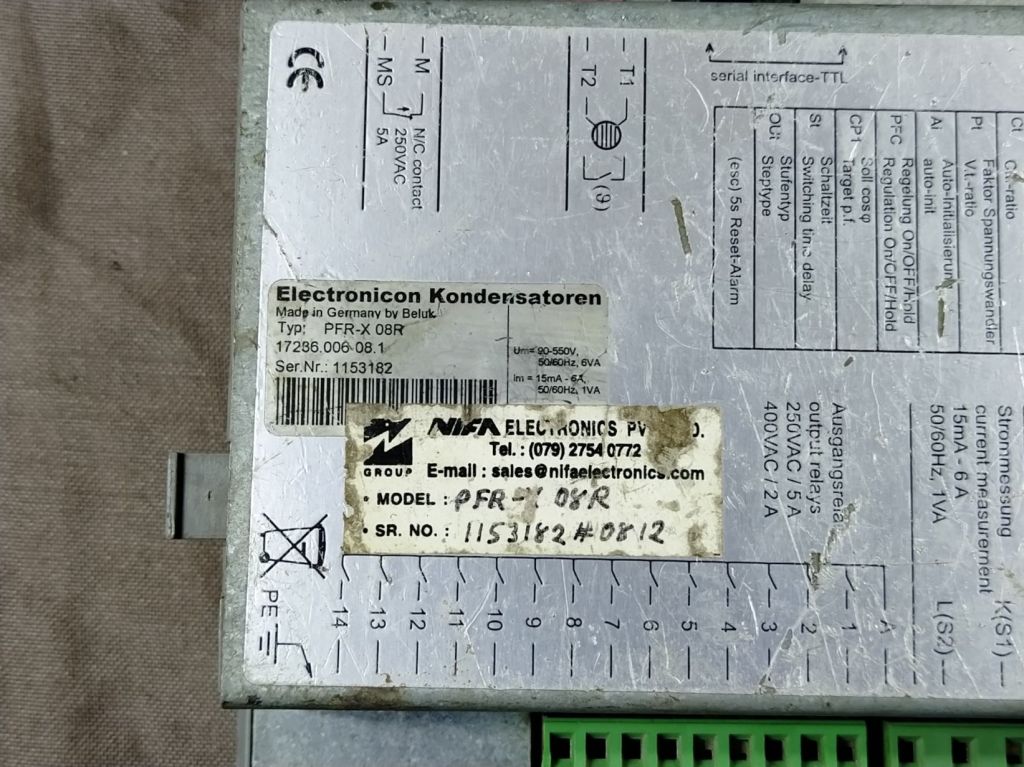 CE
M
MS
N/C contact
250VAC
5A
T1
T2
(ϑ)
serial interface-TTL
Ct
C.t.-ratio
Pt
Faktor Spannungswandler
V.t.-ratio
Ai
Auto-Initialisierung
auto-init
PFC
Regelung On/OFF/Hold
Regulation On/OFF/Hold
CP1
Soll cosφ
Target p.f.
St
Schaltzeit
Switching time delay
OUt
Stufentyp
Steptype
(esc) 5s Reset-Alarm
Electronicon Kondensatoren
Made in Germany by Beluk
Typ: PFR-X 08R
17286.006-08.1
Ser.Nr.: 1153182
Um= 90-550V,
50/60Hz, 6VA
Im = 15mA - 6A,
50/60Hz, 1VA
NIFA ELECTRONICS
GROUP
Tel. : (079) 2754 0772
E-mail : sales@nifaelectronics.com
• MODEL : PFR-X 08R
• SR. NO. : 1153182#0812
Ausgangsrelais
output relays
250VAC / 5 A
400VAC / 2 A
Strommessung
current measurement
15mA - 6 A
50/60Hz, 1VA
K(S1)
L(S2)
PE
14
13
12
11
10
9
8
7
6
5
4
3
2
1
A